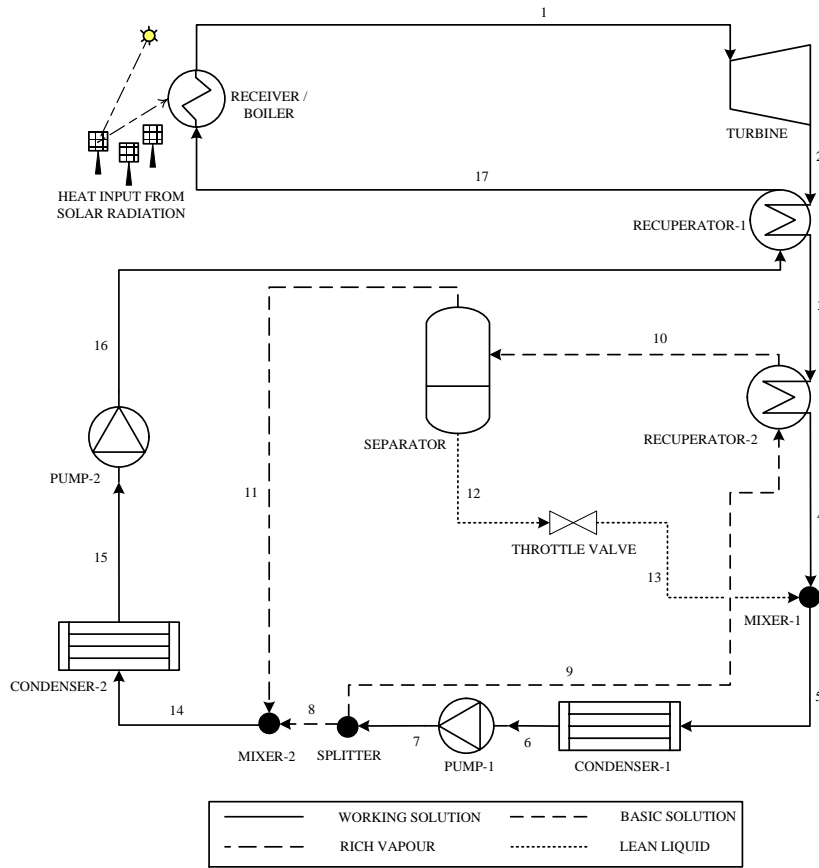 1
RECEIVER /
BOILER
TURBINE
2
HEAT INPUT FROM
SOLAR RADIATION
17
RECUPERATOR-1
3
16
10
SEPARATOR
RECUPERATOR-2
PUMP-2
11
12
4
THROTTLE VALVE
15
13
MIXER-1
CONDENSER-2
9
5
14
8
7
6
MIXER-2
SPLITTER
PUMP-1
CONDENSER-1
WORKING SOLUTION
BASIC SOLUTION
RICH VAPOUR
LEAN LIQUID